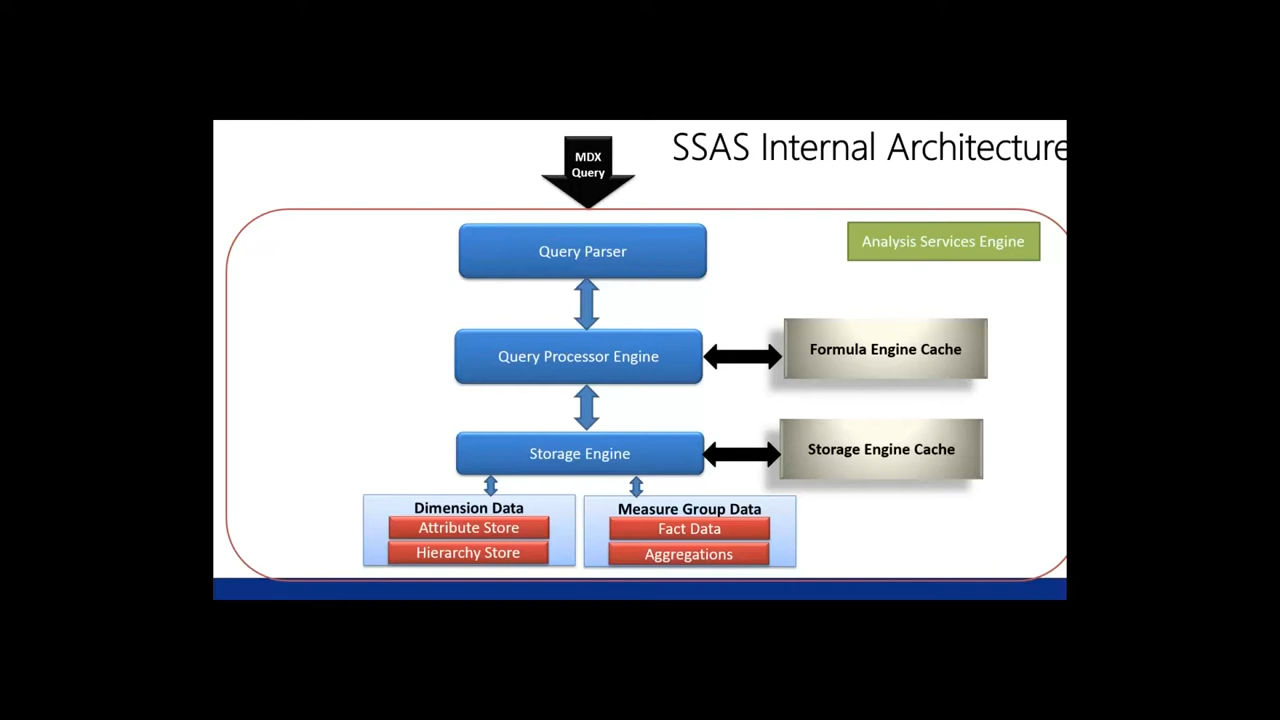 SSAS Internal Architecture
MDX
Query
Query Parser
Analysis Services Engine
Query Processor Engine
Formula Engine Cache
Storage Engine
Storage Engine Cache
Dimension Data
Attribute Store
Hierarchy Store
Measure Group Data
Fact Data
Aggregations